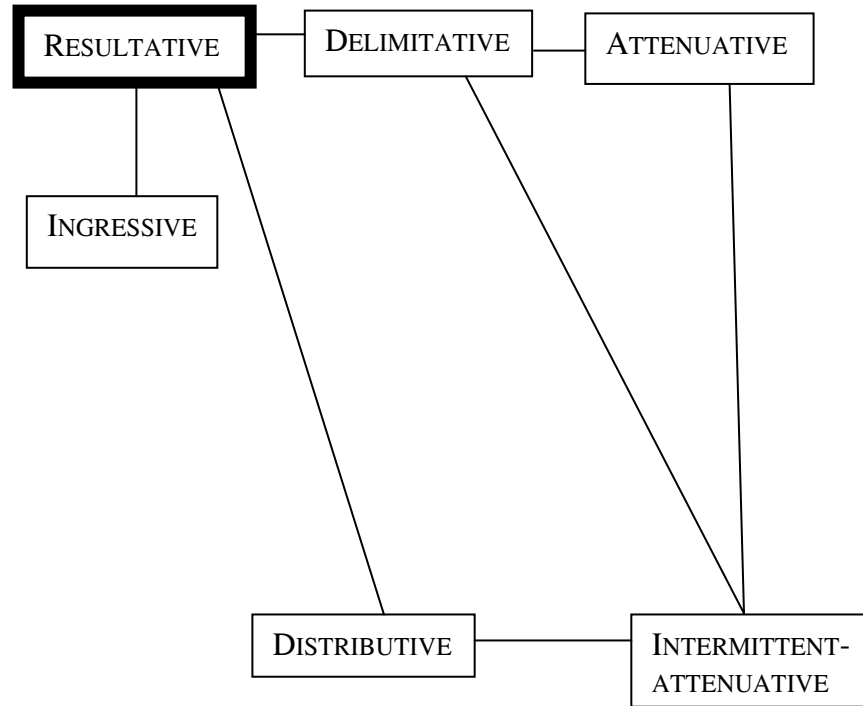 RESULTATIVE
DELIMITATIVE
ATTENUATIVE
INGRESSIVE
DISTRIBUTIVE
INTERMITTENT-
ATTENUATIVE